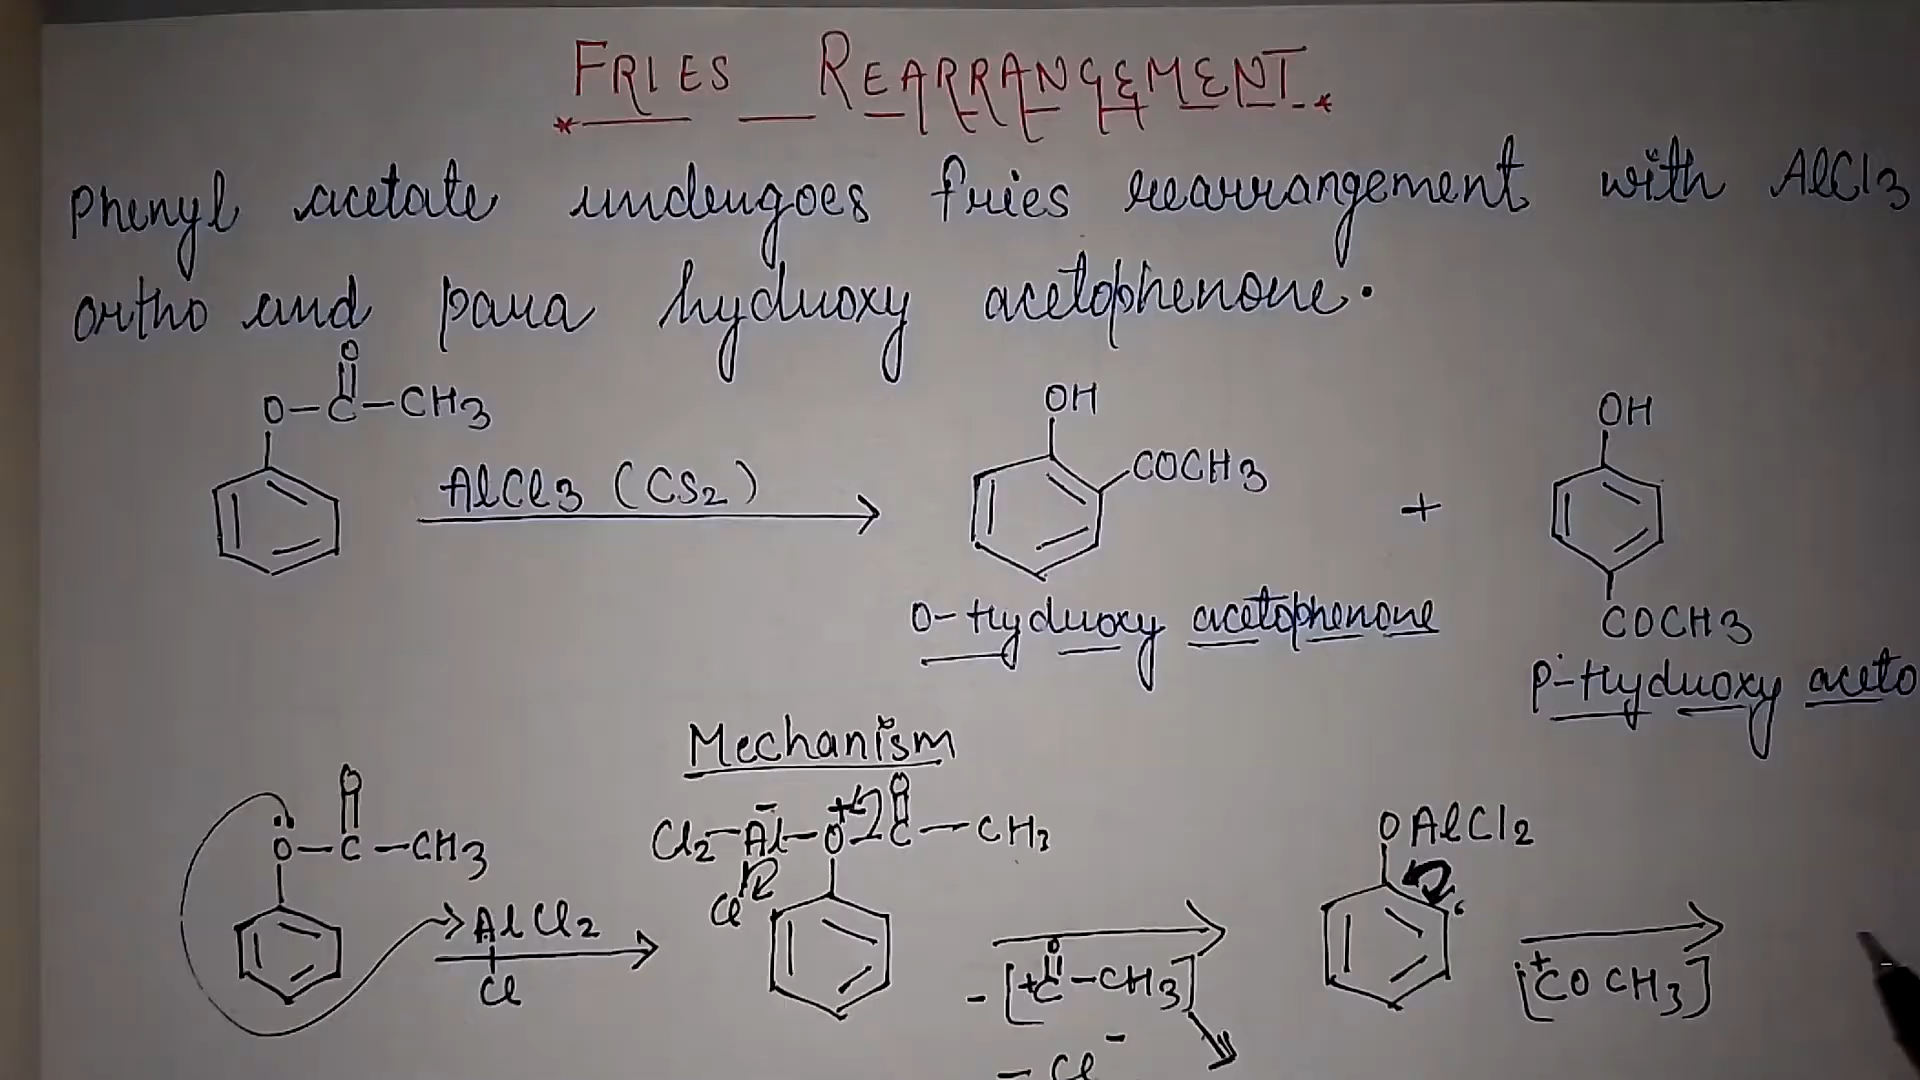 FRIES REARRANGEMENT
Phenyl acetate undergoes fries rearrangement with AlCl3
ortho and para hydroxy acetophenone.
O
O-C-CH3
AlCl3 (CS2)
OH
COCH3
+
OH
COCH3
O-Hydroxy acetophenone
P-Hydroxy aceto
Mechanism
O
O-C-CH3
AlCl2
Cl
O
Cl2-Al-O-C-CH3
- +
Cl
O
-[+C-CH3]
-Cl-
OAlCl2
[+COCH3]